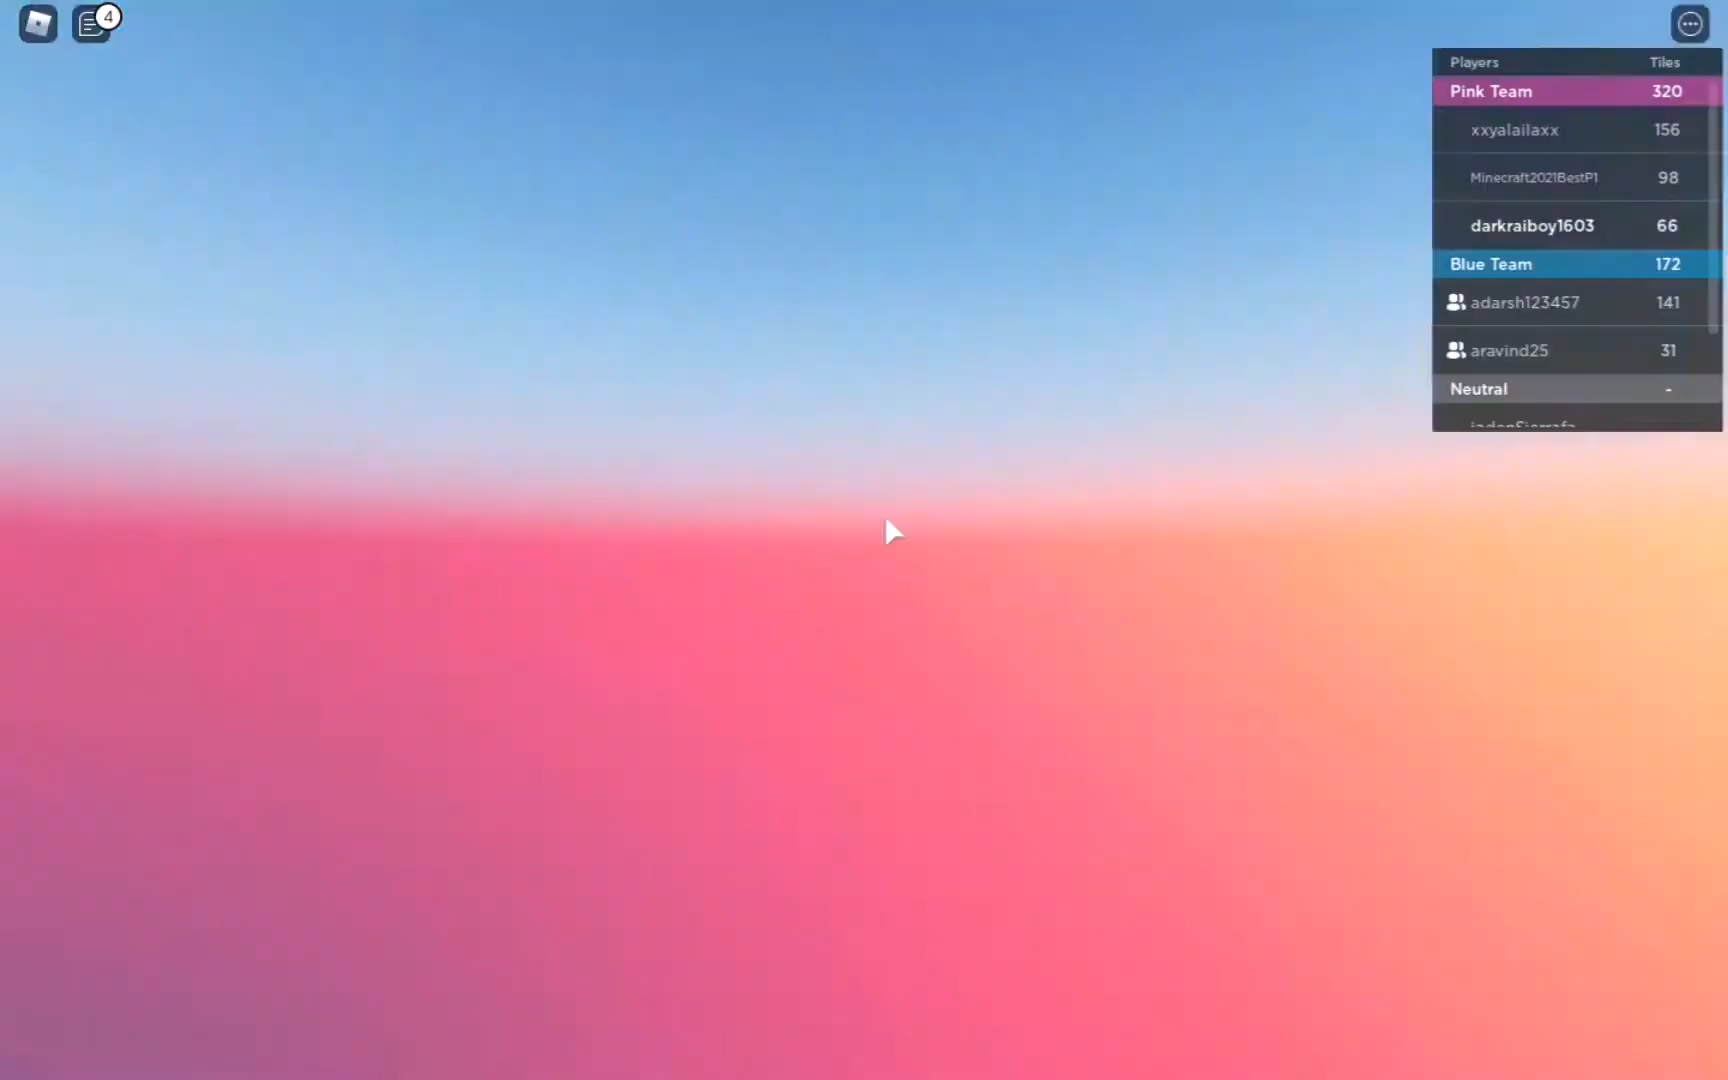 4
Players Tiles
Pink Team 320
xxyalailaxx 156
Minecraft2021BestP1 98
darkraiboy1603 66
Blue Team 172
adarsh123457 141
aravind25 31
Neutral -